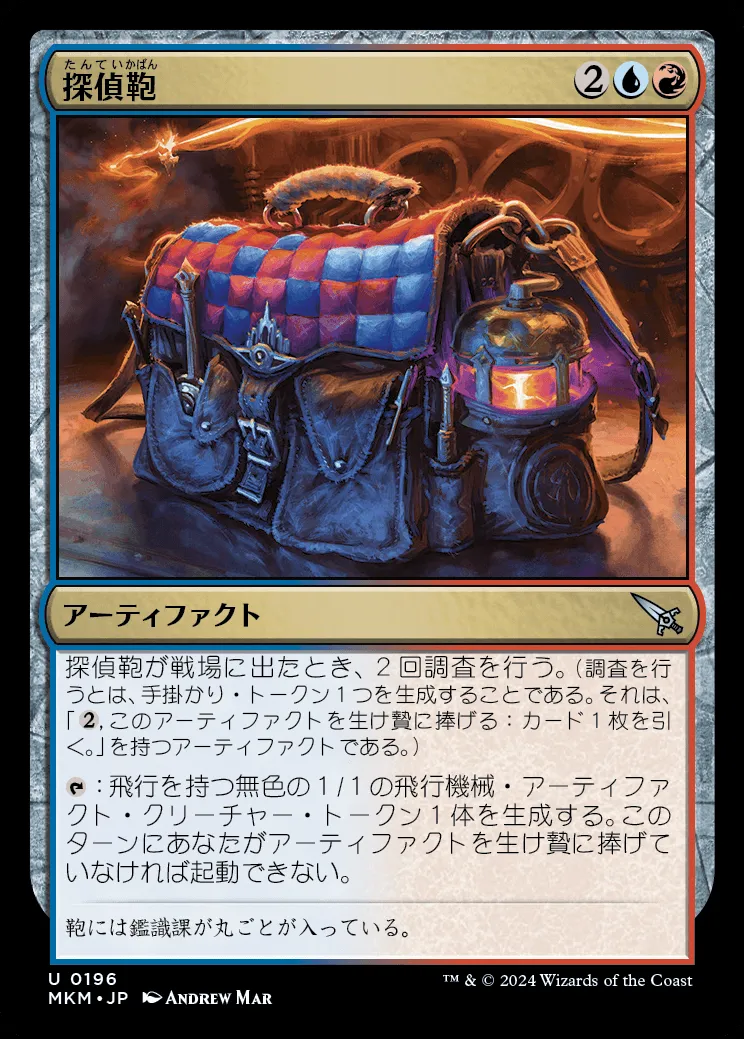 たんていかばん
探偵鞄
2
アーティファクト
探偵鞄が戦場に出たとき、2回調査を行う。(調査を行
うとは、手掛かり・トークン1つを生成することである。それは、
「2,このアーティファクトを生け贄に捧げる:カード1枚を引
く。」を持つアーティファクトである。)
:飛行を持つ無色の1/1の飛行機械・アーティファ
クト・クリーチャー・トークン1体を生成する。この
ターンにあなたがアーティファクトを生け贄に捧げて
いなければ起動できない。
鞄には鑑識課が丸ごとが入っている。
U 0196
MKM・JP ANDREW MAR
™ & © 2024 Wizards of the Coast